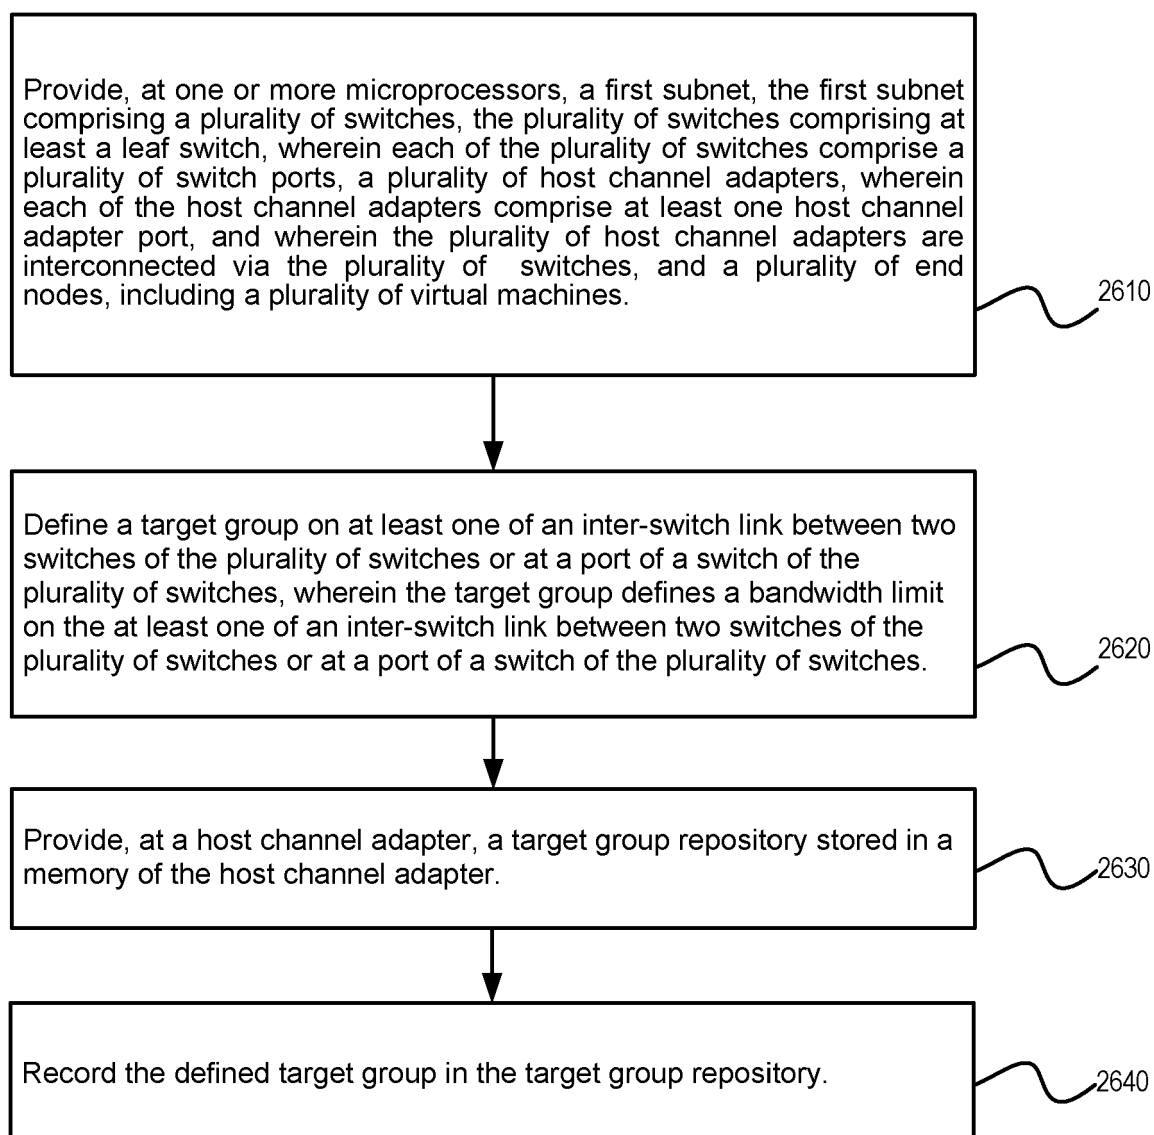 Provide, at one or more microprocessors, a first subnet, the first subnet
comprising a plurality of switches, the plurality of switches comprising at
least a leaf switch, wherein each of the plurality of switches comprise a
plurality of switch ports, a plurality of host channel adapters, wherein
each of the host channel adapters comprise at least one host channel
adapter port, and wherein the plurality of host channel adapters are
interconnected via the plurality of switches, and a plurality of end
nodes, including a plurality of virtual machines.
2610
Define a target group on at least one of an inter-switch link between two
switches of the plurality of switches or at a port of a switch of the
plurality of switches, wherein the target group defines a bandwidth limit
on the at least one of an inter-switch link between two switches of the
plurality of switches or at a port of a switch of the plurality of switches.
2620
Provide, at a host channel adapter, a target group repository stored in a
memory of the host channel adapter.
2630
Record the defined target group in the target group repository.
2640